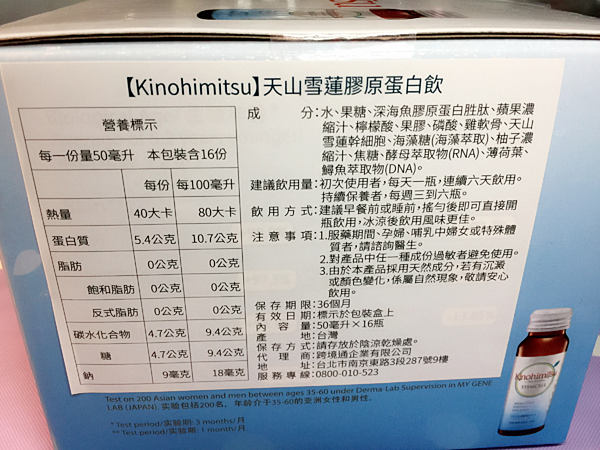 【Kinohimitsu】天山雪蓮膠原蛋白飲
營養標示
每一份量50毫升 本包裝含16份
每份 每100毫升
熱量 40大卡 80大卡
蛋白質 5.4公克 10.7公克
脂肪 0公克 0公克
飽和脂肪 0公克 0公克
反式脂肪 0公克 0公克
碳水化合物 4.7公克 9.4公克
糖 4.7公克 9.4公克
鈉 9毫克 18毫克
成分:水、果糖、深海魚膠原蛋白胜肽、蘋果濃
縮汁、檸檬酸、果膠、磷酸、雞軟骨、天山
雪蓮幹細胞、海藻糖(海藻萃取)、柚子濃
縮汁、焦糖、酵母萃取物(RNA)、薄荷葉、
鱘魚萃取物(DNA)。
建議飲用量:初次使用者,每天一瓶,連續六天飲用。
持續保養者,每週三到六瓶。
飲用方式:建議早餐前或睡前,搖勻後即可直接開
瓶飲用,冰涼後飲用風味更佳。
注意事項:1.服藥期間、孕婦、哺乳中婦女或特殊體
質者,請諮詢醫生。
2.對產品中任一種成份過敏者避免使用。
3.由於本產品採用天然成分,若有沉澱
或顏色變化,係屬自然現象,敬請安心
飲用。
保存期限:36個月
有效日期:標示於包裝盒上
內容量:50毫升×16瓶
產地:台灣
保存方式:請存放於陰涼乾燥處。
代理商:跨境通企業有限公司
地址:台北市南京東路3段287號9樓
服務專線:0800-010-523
Kinohimitsu
Test on 200 Asian women and men between ages 35-60 under Derma-Lab Supervision in MY GENE
LAB (JAPAN). 实验包括200名, 年龄介于35-60的亚洲女性和男性。
* Test period/实验期: 3 months/月
** Test period/实验期: 1 month/月